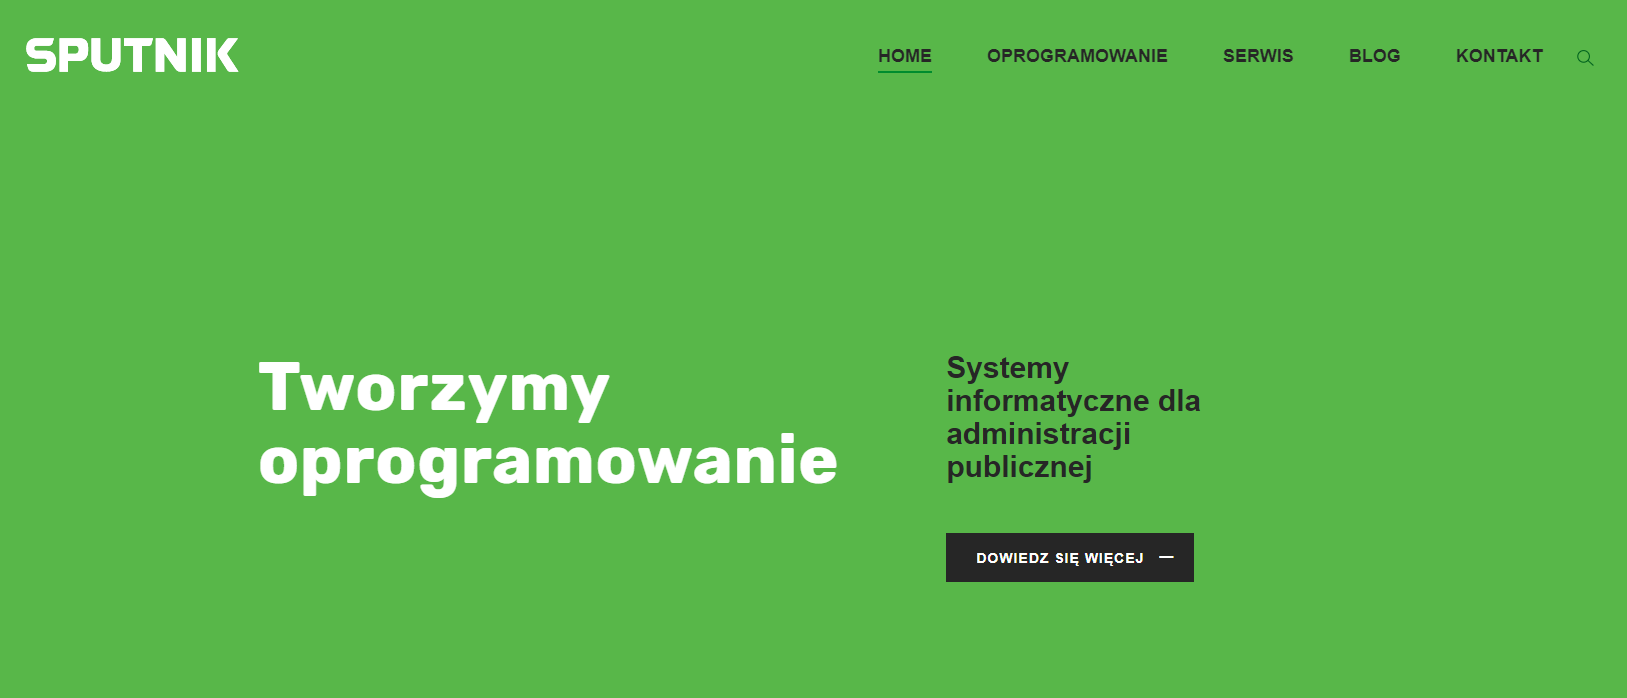 SPUTNIK
HOME OPROGRAMOWANIE SERWIS BLOG KONTAKT
Tworzymy
oprogramowanie
Systemy
informatyczne dla
administracji
publicznej
DOWIEDZ SIĘ WIĘCEJ —